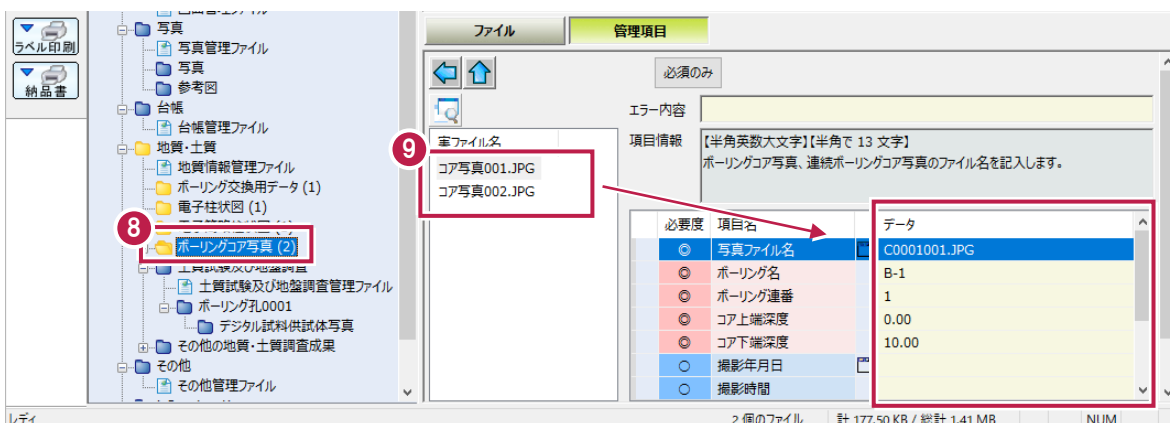 ラベル印刷
納品書
写真
写真管理ファイル
写真
参考図
台帳
台帳管理ファイル
地質・土質
地質情報管理ファイル
ボーリング交換用データ (1)
電子柱状図 (1)
8
ボーリングコア写真 (2)
土質試験及び地盤調査
土質試験及び地盤調査管理ファイル
ボーリング孔0001
デジタル試料供試体写真
その他の地質・土質調査成果
その他
その他管理ファイル
ファイル
管理項目
必須のみ
エラー内容
項目情報
【半角英数大文字】【半角で 13 文字】
ボーリングコア写真、連続ボーリングコア写真のファイル名を記入します。
9
実ファイル名
コア写真001.JPG
コア写真002.JPG
必要度 項目名 データ
◎ 写真ファイル名 C0001001.JPG
◎ ボーリング名 B-1
◎ ボーリング連番 1
◎ コア上端深度 0.00
◎ コア下端深度 10.00
○ 撮影年月日
○ 撮影時間
レディ
2 個のファイル
計 177.50 KB / 総計 1.41 MB
NUM